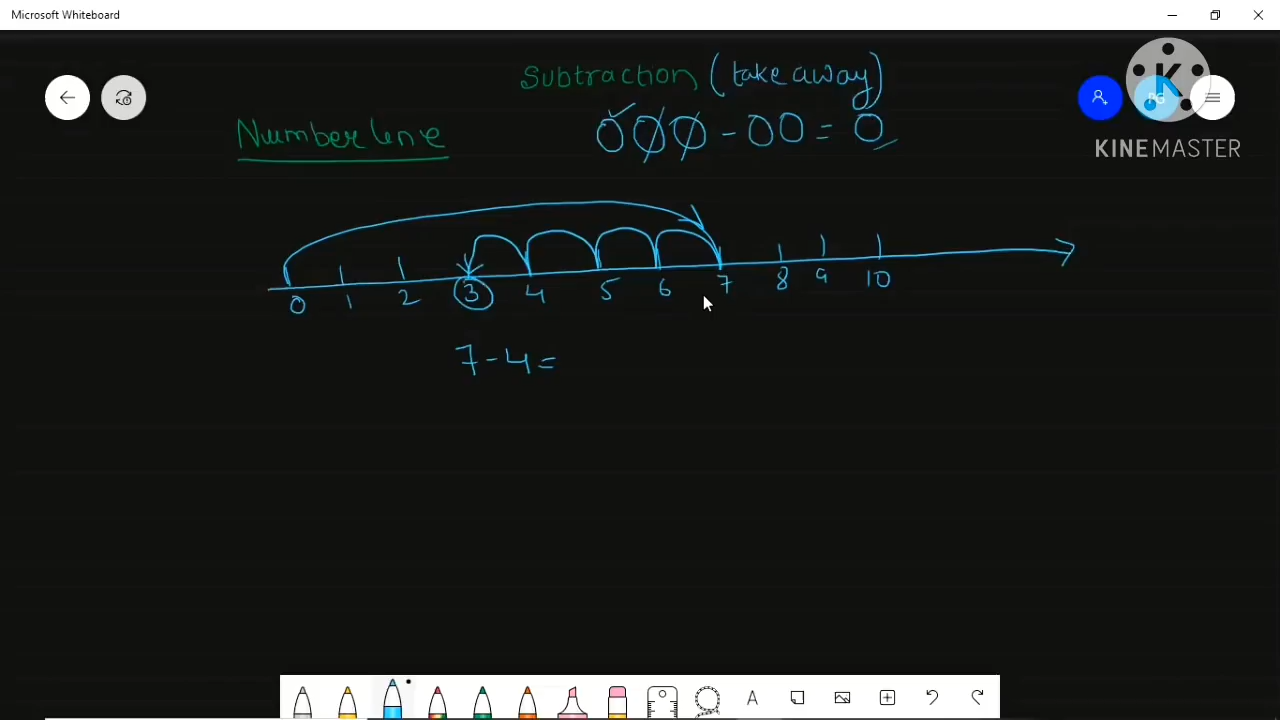 Microsoft Whiteboard
Subtraction (take away)
Number line
000 - 00 = 0
PG
K
KINEMASTER
0 1 2 3 4 5 6 7 8 9 10
7 - 4 =
A